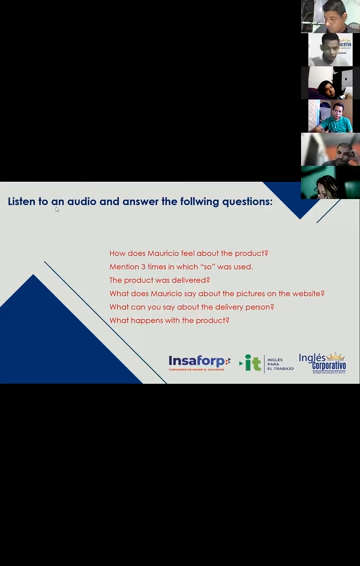 Listen to an audio and answer the follwing questions:
How does Mauricio feel about the product?
Mention 3 times in which "so" was used.
The product was delivered?
What does Mauricio say about the pictures on the website?
What can you say about the delivery person?
What happens with the product?
Insaforp
it
INGLÉS
PARA
EL TRABAJO
Inglés
Corporativo